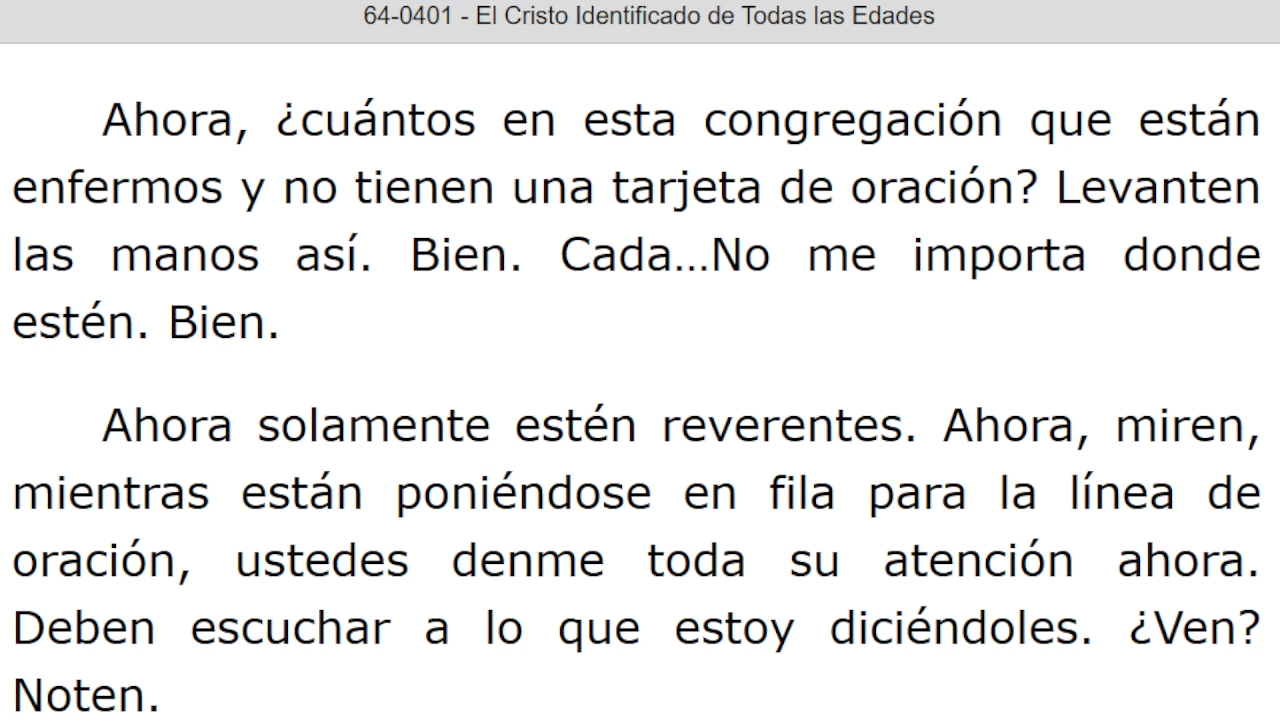 64-0401 - El Cristo Identificado de Todas las Edades
Ahora, ¿cuántos en esta congregación que están
enfermos y no tienen una tarjeta de oración? Levanten
las manos así. Bien. Cada...No me importa donde
estén. Bien.
Ahora solamente estén reverentes. Ahora, miren,
mientras están poniéndose en fila para la línea de
oración, ustedes denme toda su atención ahora.
Deben escuchar a lo que estoy diciéndoles. ¿Ven?
Noten.